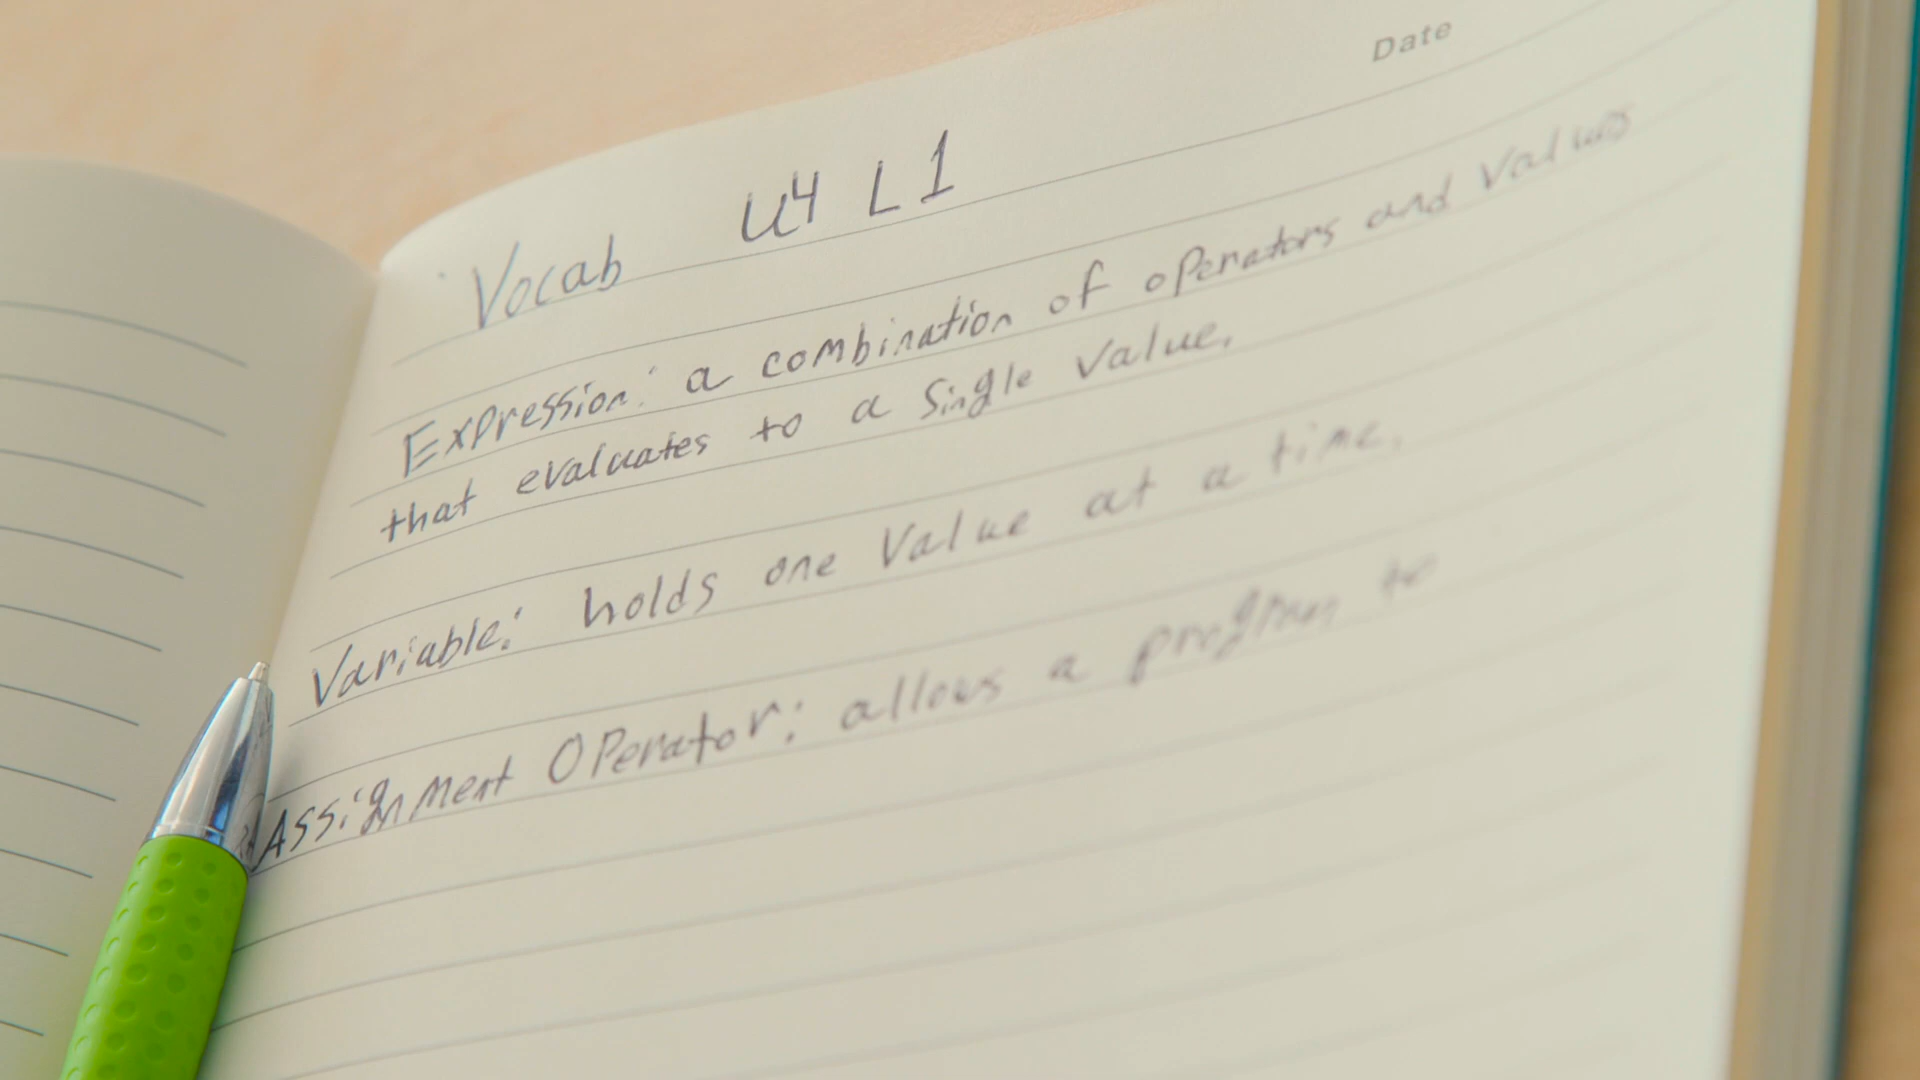 Date
Vocab U4 L1
Expression: a combination of operators and values
that evaluates to a single value.
Variable: holds one value at a time.
Assignment Operator: allows a program to